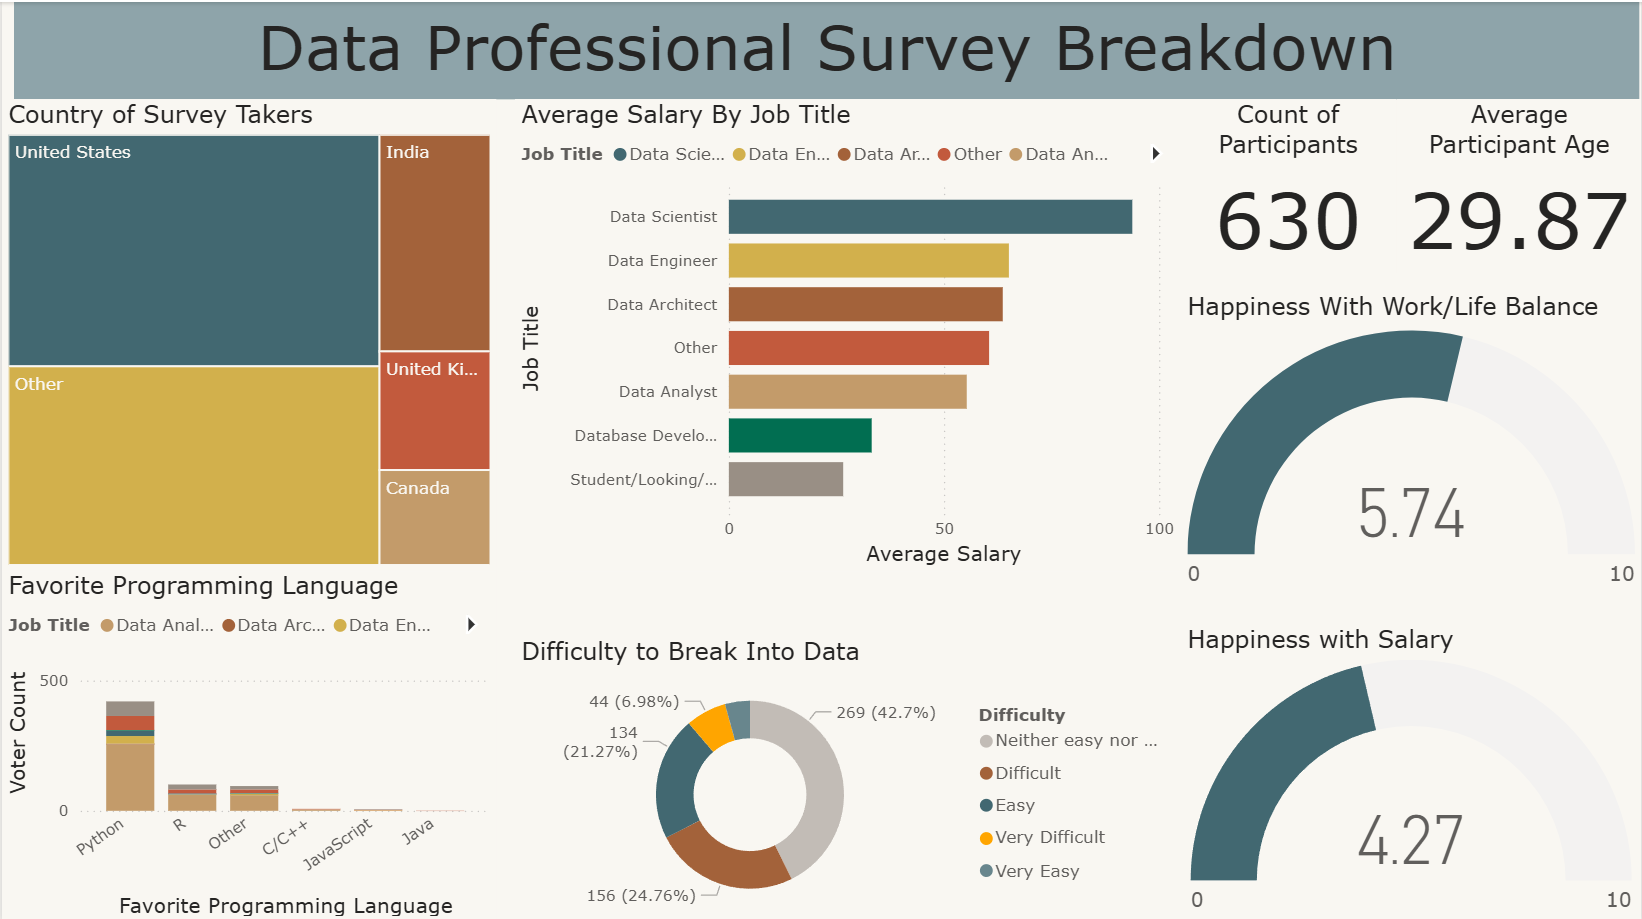 Data Professional Survey Breakdown
Country of Survey Takers
United States
India
Other
United Ki...
Canada
Average Salary By Job Title
Job Title Data Scie... Data En... Data Ar... Other Data An...
Job Title
Data Scientist
Data Engineer
Data Architect
Other
Data Analyst
Database Develo...
Student/Looking/...
0 50 100
Average Salary
Count of
Participants
630
Average
Participant Age
29.87
Happiness With Work/Life Balance
5.74
0 10
Favorite Programming Language
Job Title Data Anal... Data Arc... Data En...
Voter Count
500
0
Python R Other C/C++ JavaScript Java
Favorite Programming Language
Difficulty to Break Into Data
44 (6.98%)
269 (42.7%)
134
(21.27%)
156 (24.76%)
Difficulty
Neither easy nor ...
Difficult
Easy
Very Difficult
Very Easy
Happiness with Salary
4.27
0 10